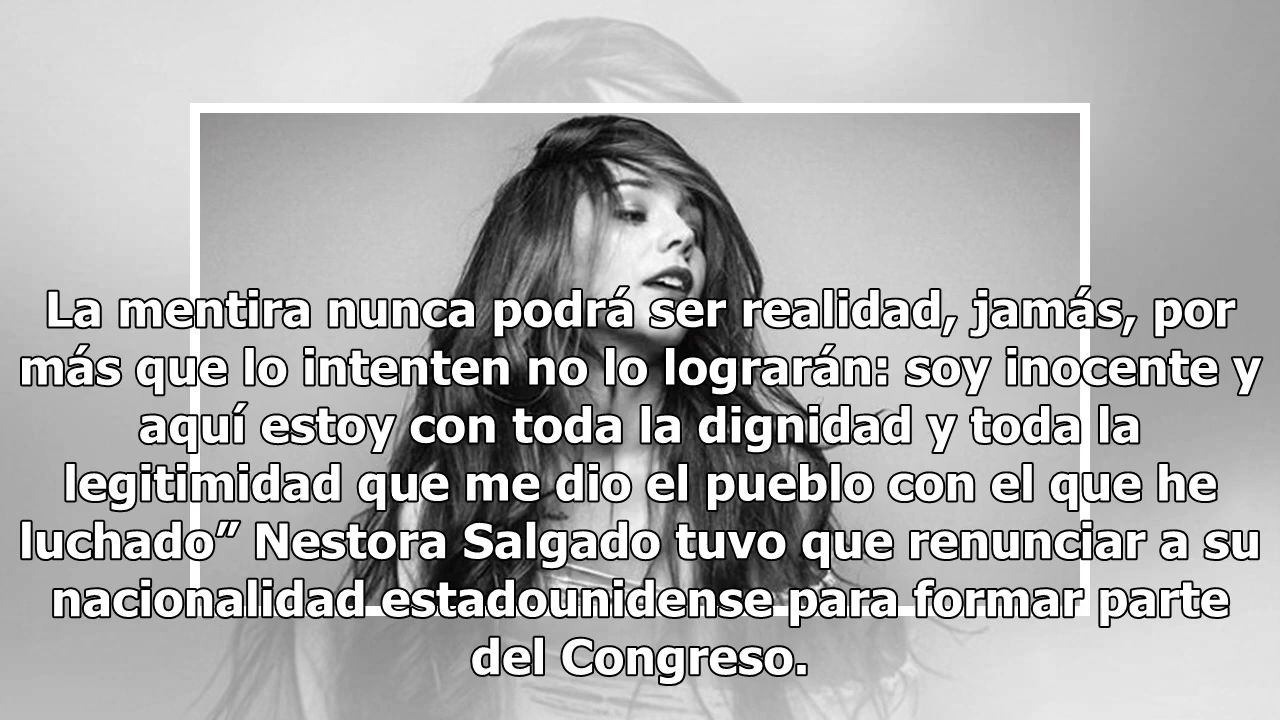 La mentira nunca podrá ser realidad, jamás, por
más que lo intenten no lo lograrán: soy inocente y
aquí estoy con toda la dignidad y toda la
legitimidad que me dio el pueblo con el que he
luchado” Nestora Salgado tuvo que renunciar a su
nacionalidad estadounidense para formar parte
del Congreso.